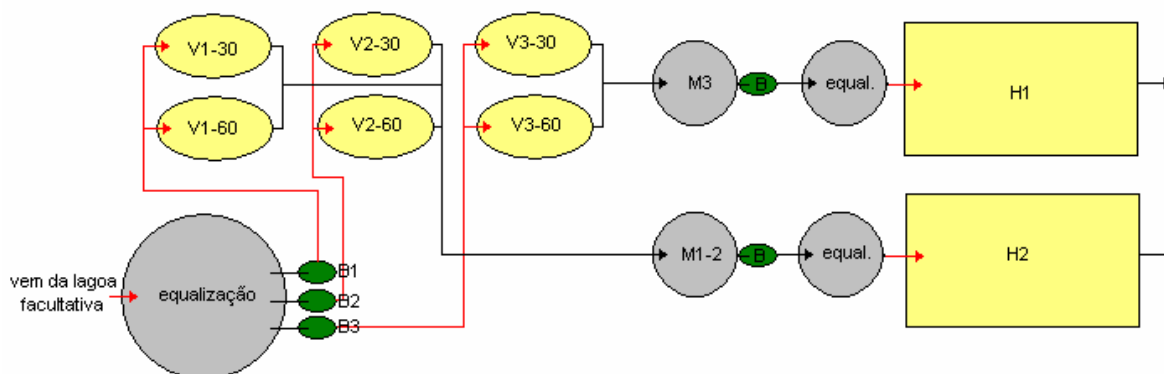 V1-30
V2-30
V3-30
M3
B
equal.
H1
V1-60
V2-60
V3-60
vem da lagoa
facultativa
equalização
B1
B2
B3
M1-2
B
equal.
H2